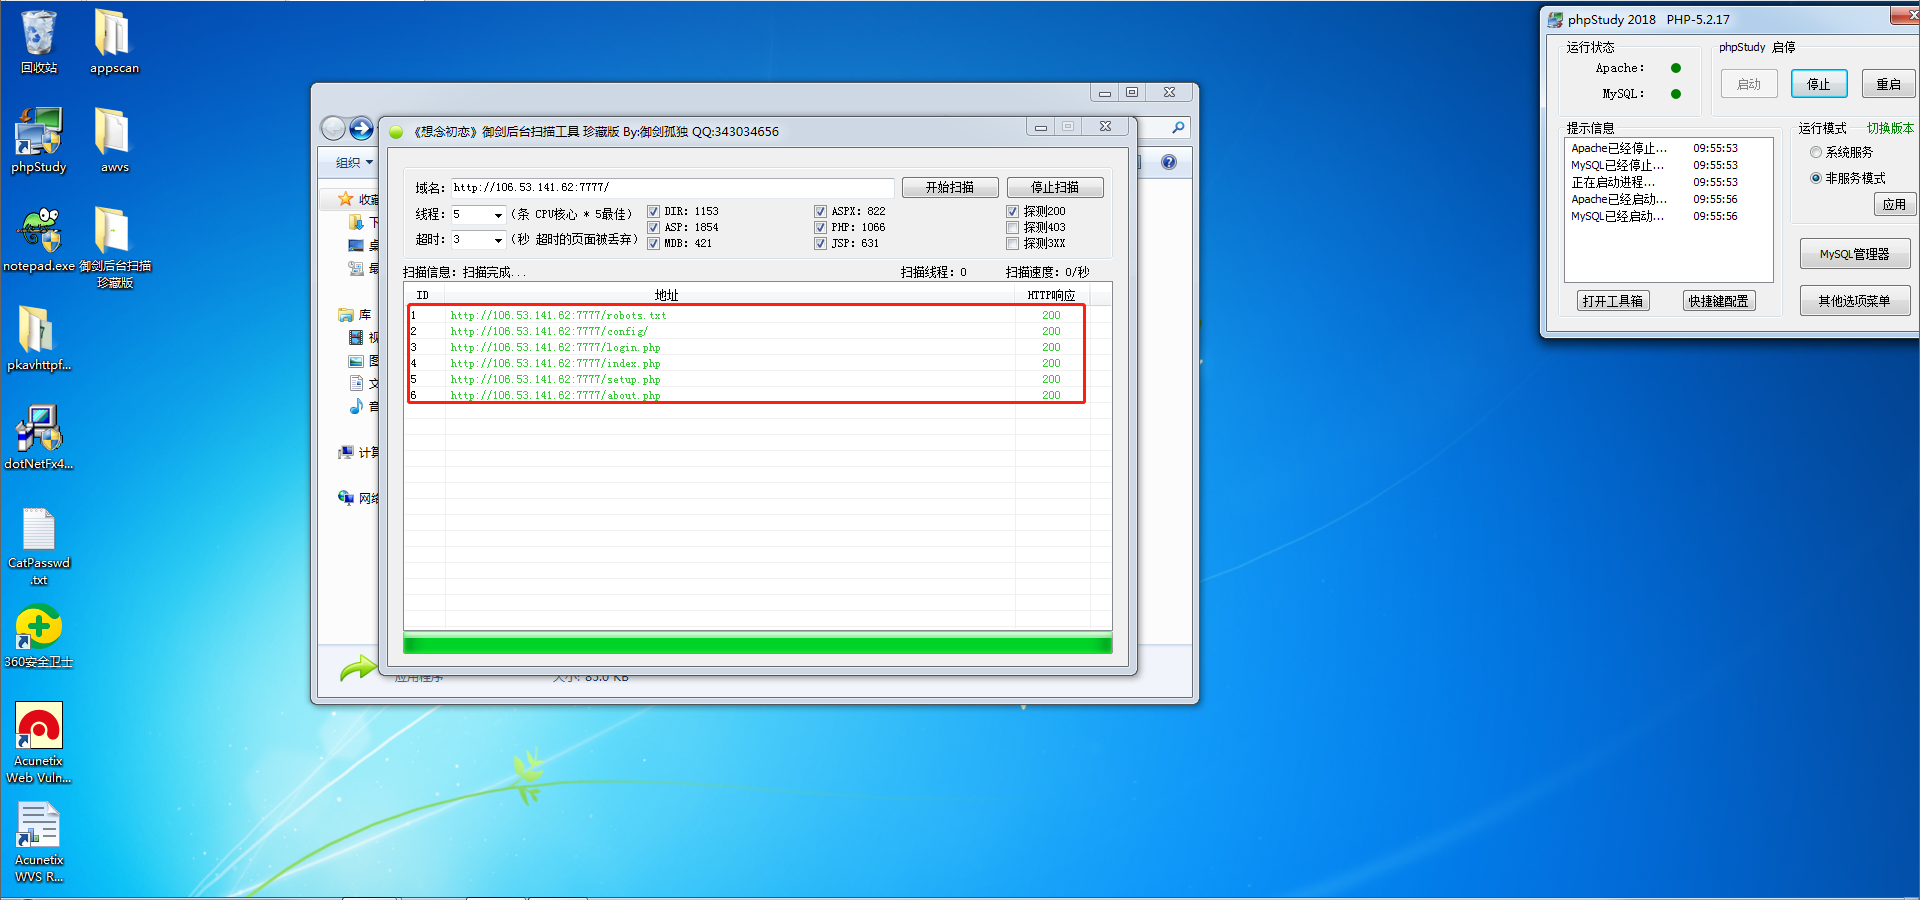 回收站
appscan
phpStudy
awvs
notepad.exe
御剑后台扫描
珍藏版
pkavhttpf...
dotNetFx4...
CatPasswd
.txt
360安全卫士
Acunetix
Web Vuln...
Acunetix
WVS R...
组织
收藏
库
计算
网络
应用程序
大小: 85.0 KB
《想念初恋》御剑后台扫描工具 珍藏版 By:御剑孤独 QQ:343034656
域名: http://106.53.141.62:7777/
开始扫描
停止扫描
线程: 5 (条 CPU核心 * 5最佳)
DIR: 1153
ASPX: 822
探测200
ASP: 1854
PHP: 1066
探测403
超时: 3 (秒 超时的页面被丢弃)
MDB: 421
JSP: 631
探测3XX
扫描信息: 扫描完成...
扫描线程: 0
扫描速度: 0/秒
ID 地址 HTTP响应
1 http://106.53.141.62:7777/robots.txt 200
2 http://106.53.141.62:7777/config/ 200
3 http://106.53.141.62:7777/login.php 200
4 http://106.53.141.62:7777/index.php 200
5 http://106.53.141.62:7777/setup.php 200
6 http://106.53.141.62:7777/about.php 200
phpStudy 2018 PHP-5.2.17
运行状态
Apache:
MySQL:
phpStudy 启停
启动
停止
重启
提示信息
Apache已经停止... 09:55:53
MySQL已经停止... 09:55:53
正在启动进程... 09:55:53
Apache已经启动... 09:55:56
MySQL已经启动... 09:55:56
打开工具箱
快捷键配置
运行模式 切换版本
系统服务
非服务模式
应用
MySQL管理器
其他选项菜单